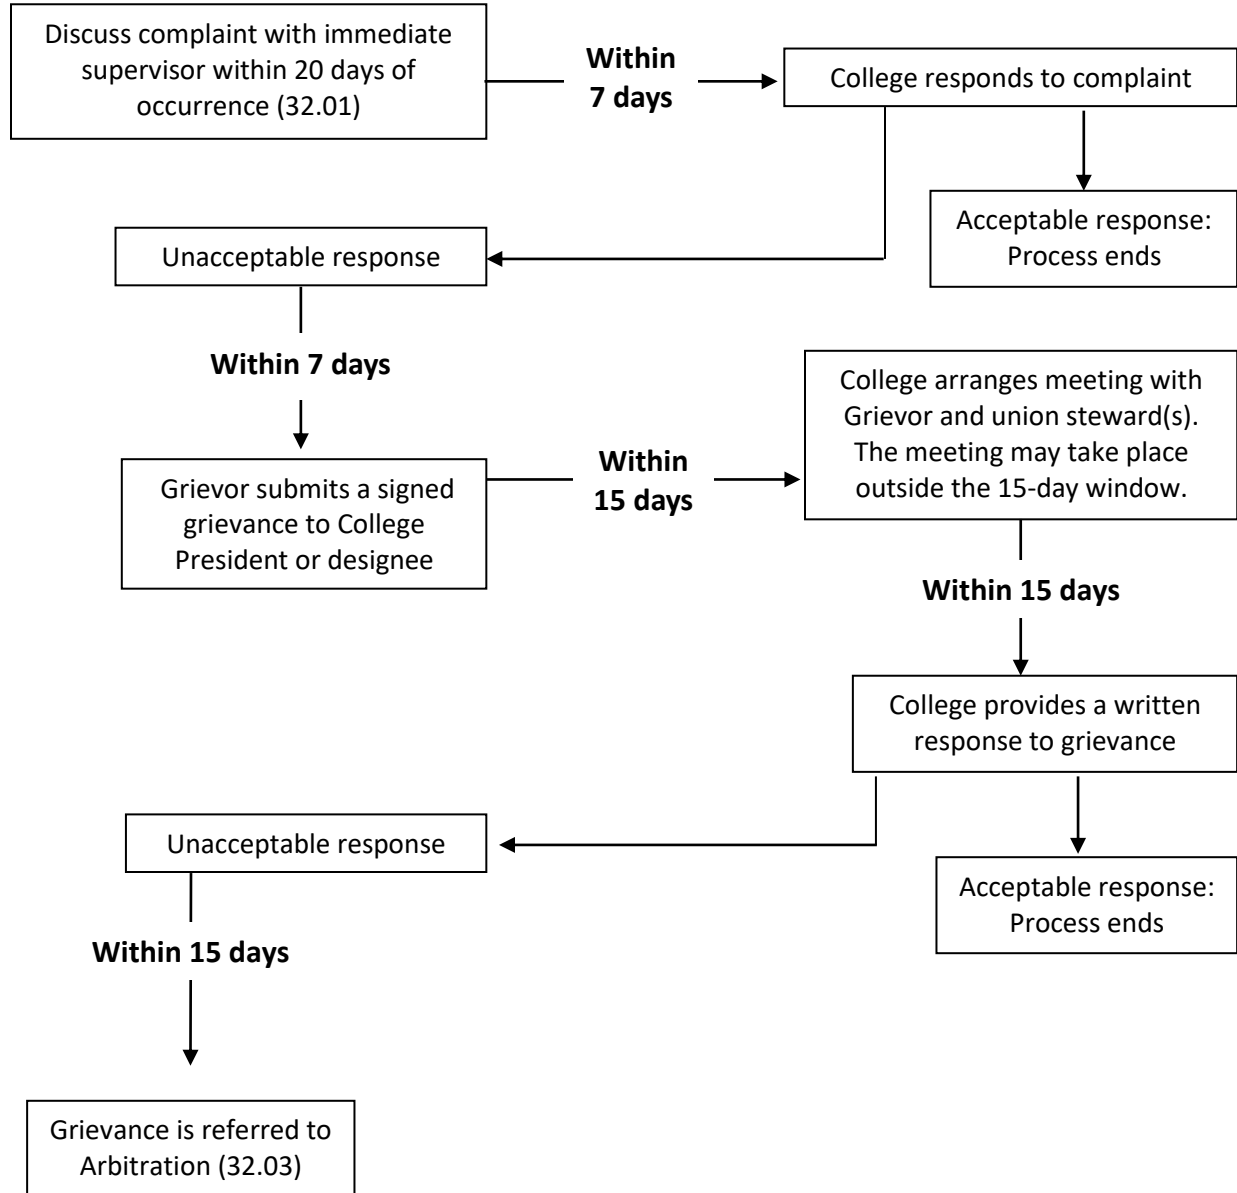 Discuss complaint with immediate
supervisor within 20 days of
occurrence (32.01)
Within
7 days
College responds to complaint
Acceptable response:
Process ends
Unacceptable response
Within 7 days
Grievor submits a signed
grievance to College
President or designee
Within
15 days
College arranges meeting with
Grievor and union steward(s).
The meeting may take place
outside the 15-day window.
Within 15 days
College provides a written
response to grievance
Acceptable response:
Process ends
Unacceptable response
Within 15 days
Grievance is referred to
Arbitration (32.03)